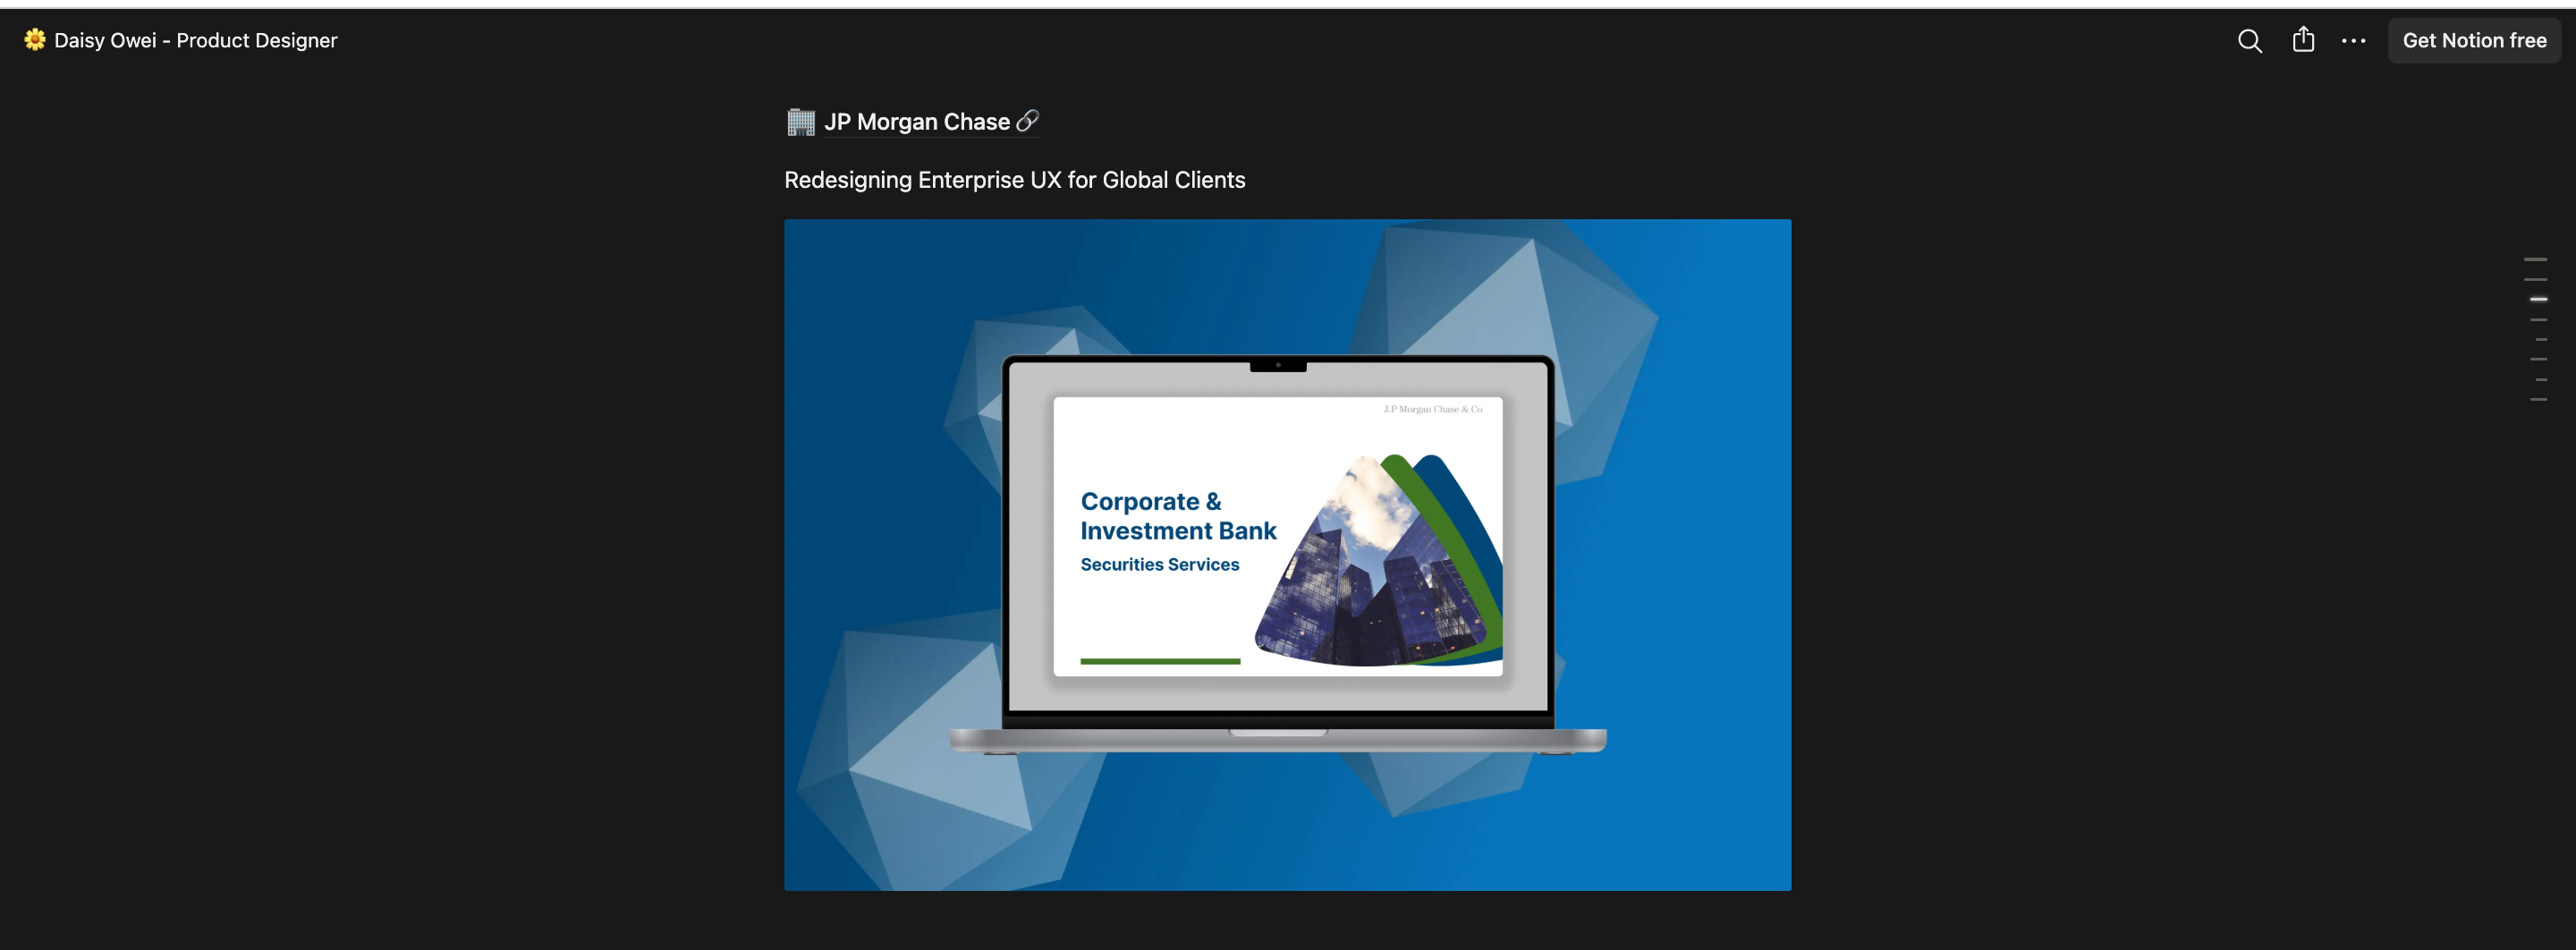 Daisy Owei - Product Designer
Get Notion free
JP Morgan Chase
Redesigning Enterprise UX for Global Clients
J.P Morgan Chase & Co
Corporate &
Investment Bank
Securities Services